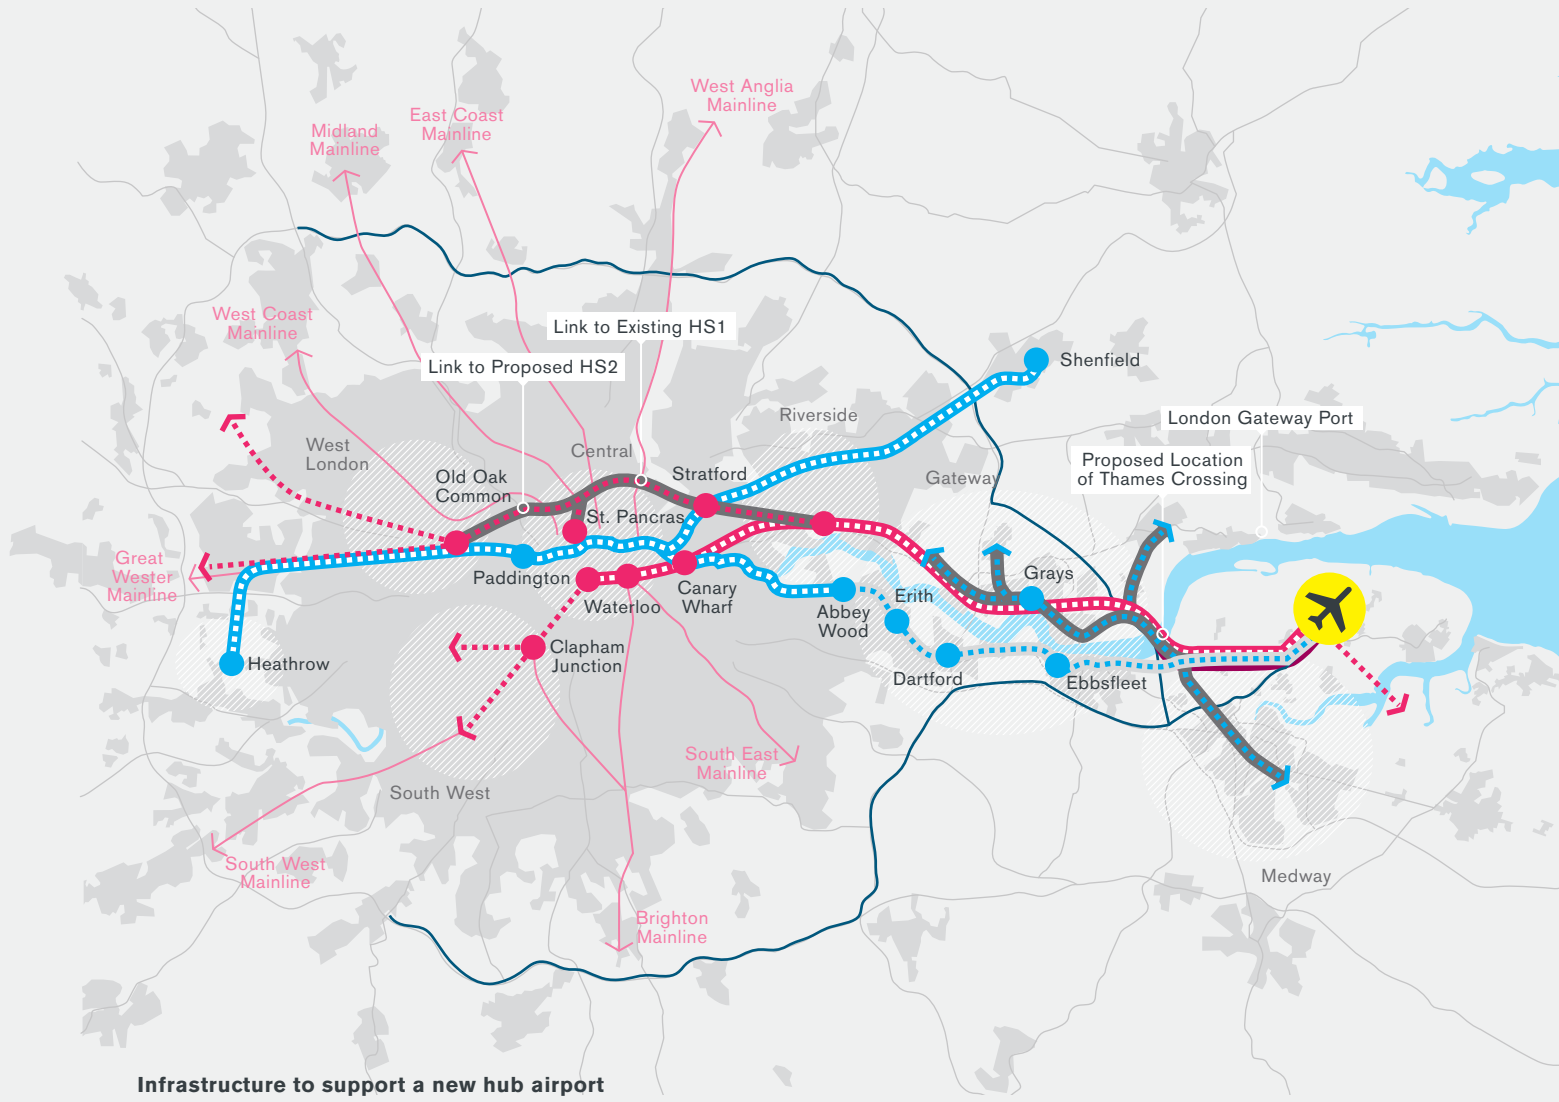 West Anglia
Mainline
East Coast
Mainline
Midland
Mainline
West Coast
Mainline
Link to Existing HS1
Link to Proposed HS2
Shenfield
Riverside
London Gateway Port
West
London
Central
Proposed Location
of Thames Crossing
Old Oak
Common
Stratford
Gateway
St. Pancras
Great
Wester
Mainline
Paddington
Waterloo
Canary
Wharf
Abbey
Wood
Erith
Grays
Heathrow
Clapham
Junction
Dartford
Ebbsfleet
South East
Mainline
South West
South West
Mainline
Medway
Brighton
Mainline
Infrastructure to support a new hub airport